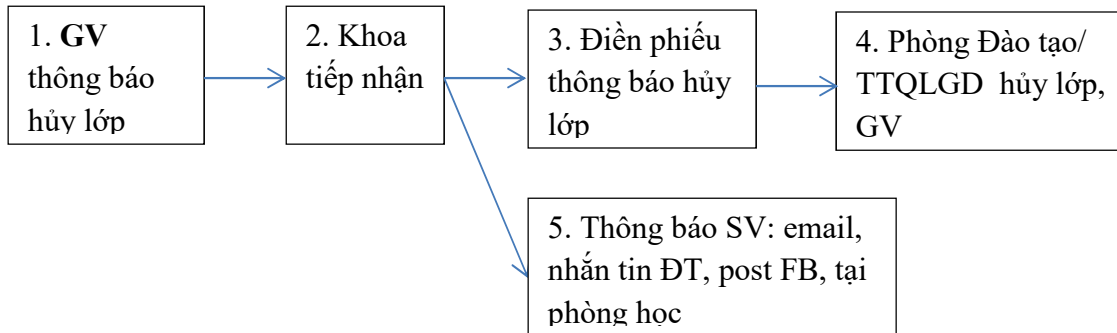 1. GV
thông báo
hủy lớp
2. Khoa
tiếp nhận
3. Điền phiếu
thông báo hủy
lớp
4. Phòng Đào tạo/
TTQLGD hủy lớp,
GV
5. Thông báo SV: email,
nhắn tin ĐT, post FB, tại
phòng học